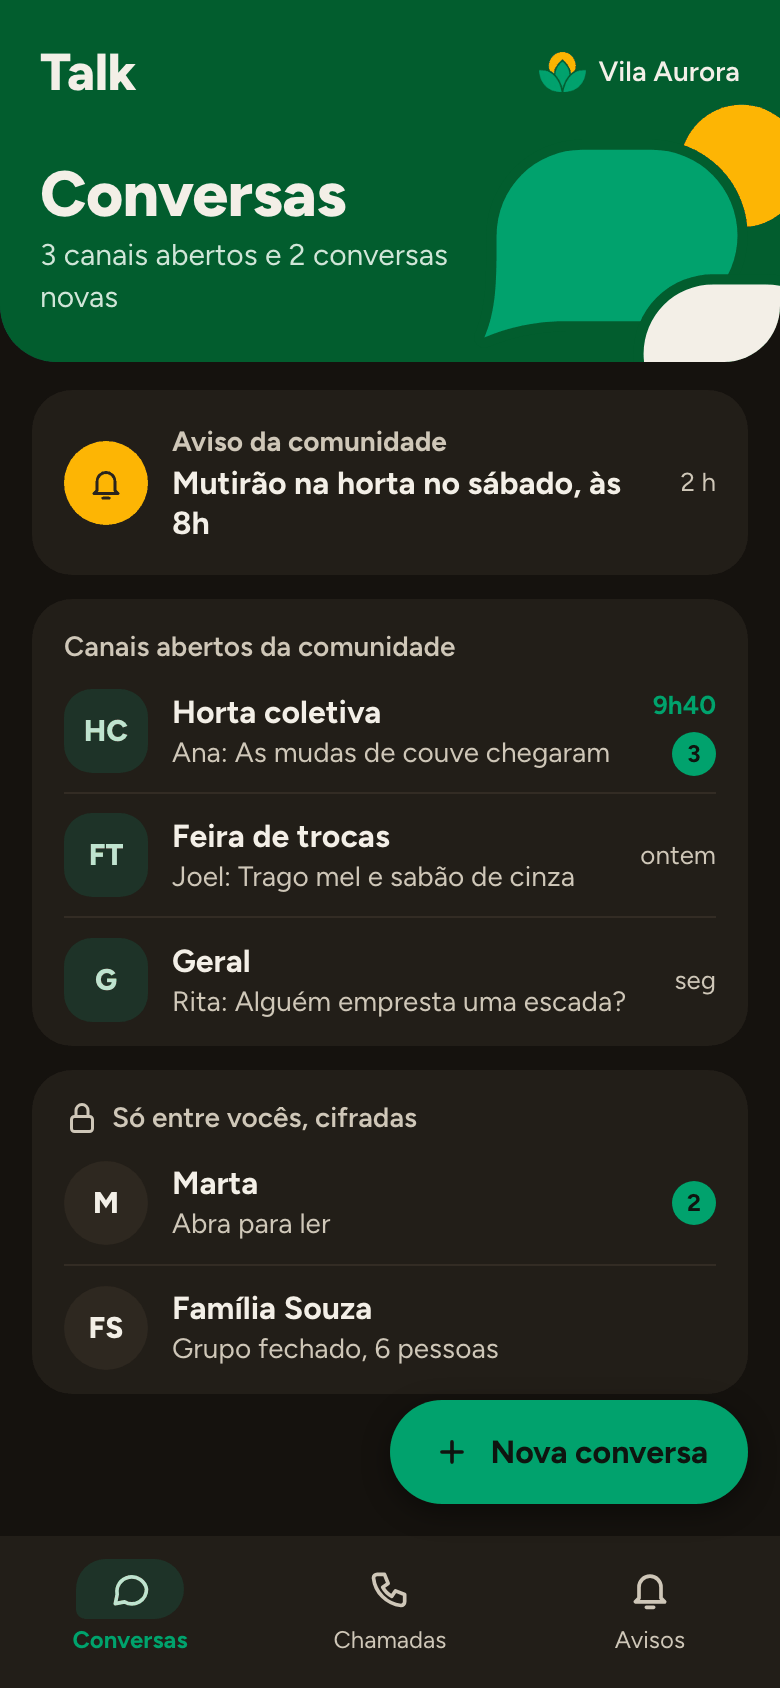 Talk
Vila Aurora
Conversas
3 canais abertos e 2 conversas
novas
Aviso da comunidade
Mutirão na horta no sábado, às
8h
2 h
Canais abertos da comunidade
HC
Horta coletiva
9h40
Ana: As mudas de couve chegaram
3
FT
Feira de trocas
Joel: Trago mel e sabão de cinza
ontem
G
Geral
Rita: Alguém empresta uma escada?
seg
Só entre vocês, cifradas
M
Marta
Abra para ler
2
FS
Família Souza
Grupo fechado, 6 pessoas
+ Nova conversa
Conversas
Chamadas
Avisos